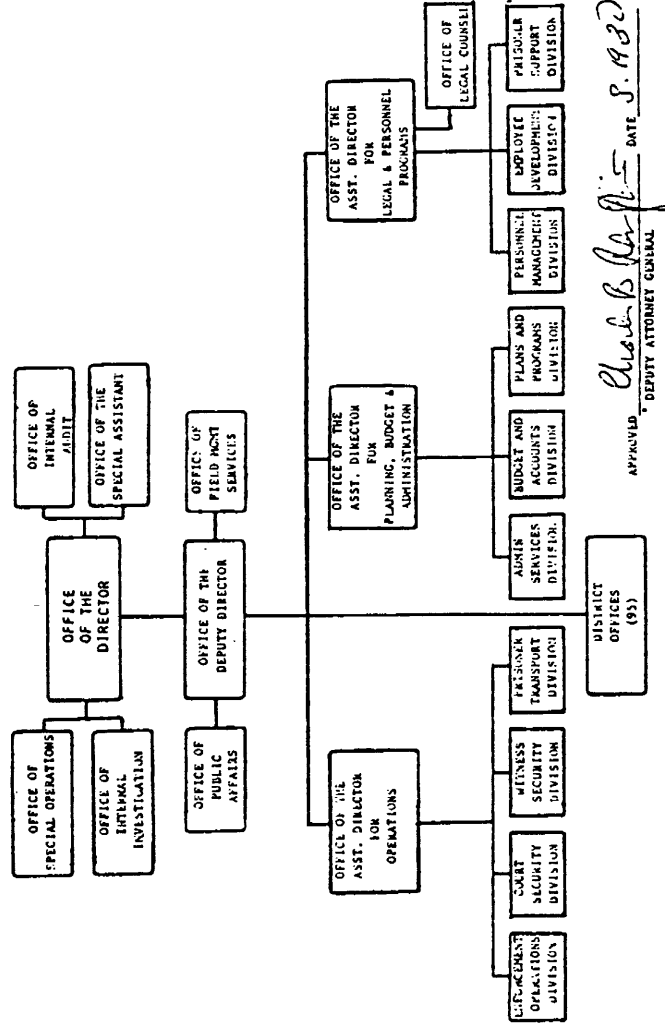 OFFICE OF
SPECIAL OPERATIONS
OFFICE OF
INTERNAL
INVESTIGATION
OFFICE
OF THE
DIRECTOR
OFFICE OF
INTERNAL
AUDIT
OFFICE OF THE
SPECIAL ASSISTANT
OFFICE OF
PUBLIC
AFFAIRS
OFFICE OF THE
DEPUTY DIRECTOR
OFFICE OF
FIELD MGMT
SERVICES
OFFICE OF THE
ASST. DIRECTOR
FOR
OPERATIONS
OFFICE OF THE
ASST. DIRECTOR
FOR
PLANNING, BUDGET &
ADMINISTRATION
OFFICE OF THE
ASST. DIRECTOR
FOR
LEGAL & PERSONNEL
PROGRAMS
OFFICE OF
LEGAL COUNSEL
ENFORCEMENT
OPERATIONS
DIVISION
COURT
SECURITY
DIVISION
WITNESS
SECURITY
DIVISION
PRISONER
TRANSPORT
DIVISION
ADMIN
SERVICES
DIVISION
BUDGET AND
ACCOUNTS
DIVISION
PLANS AND
PROGRAMS
DIVISION
PERSONNEL
MANAGEMENT
DIVISION
EMPLOYEE
DEVELOPMENT
DIVISION
PRISONER
SUPPORT
DIVISION
DISTRICT
OFFICES
(95)
APPROVED DATE
DEPUTY ATTORNEY GENERAL